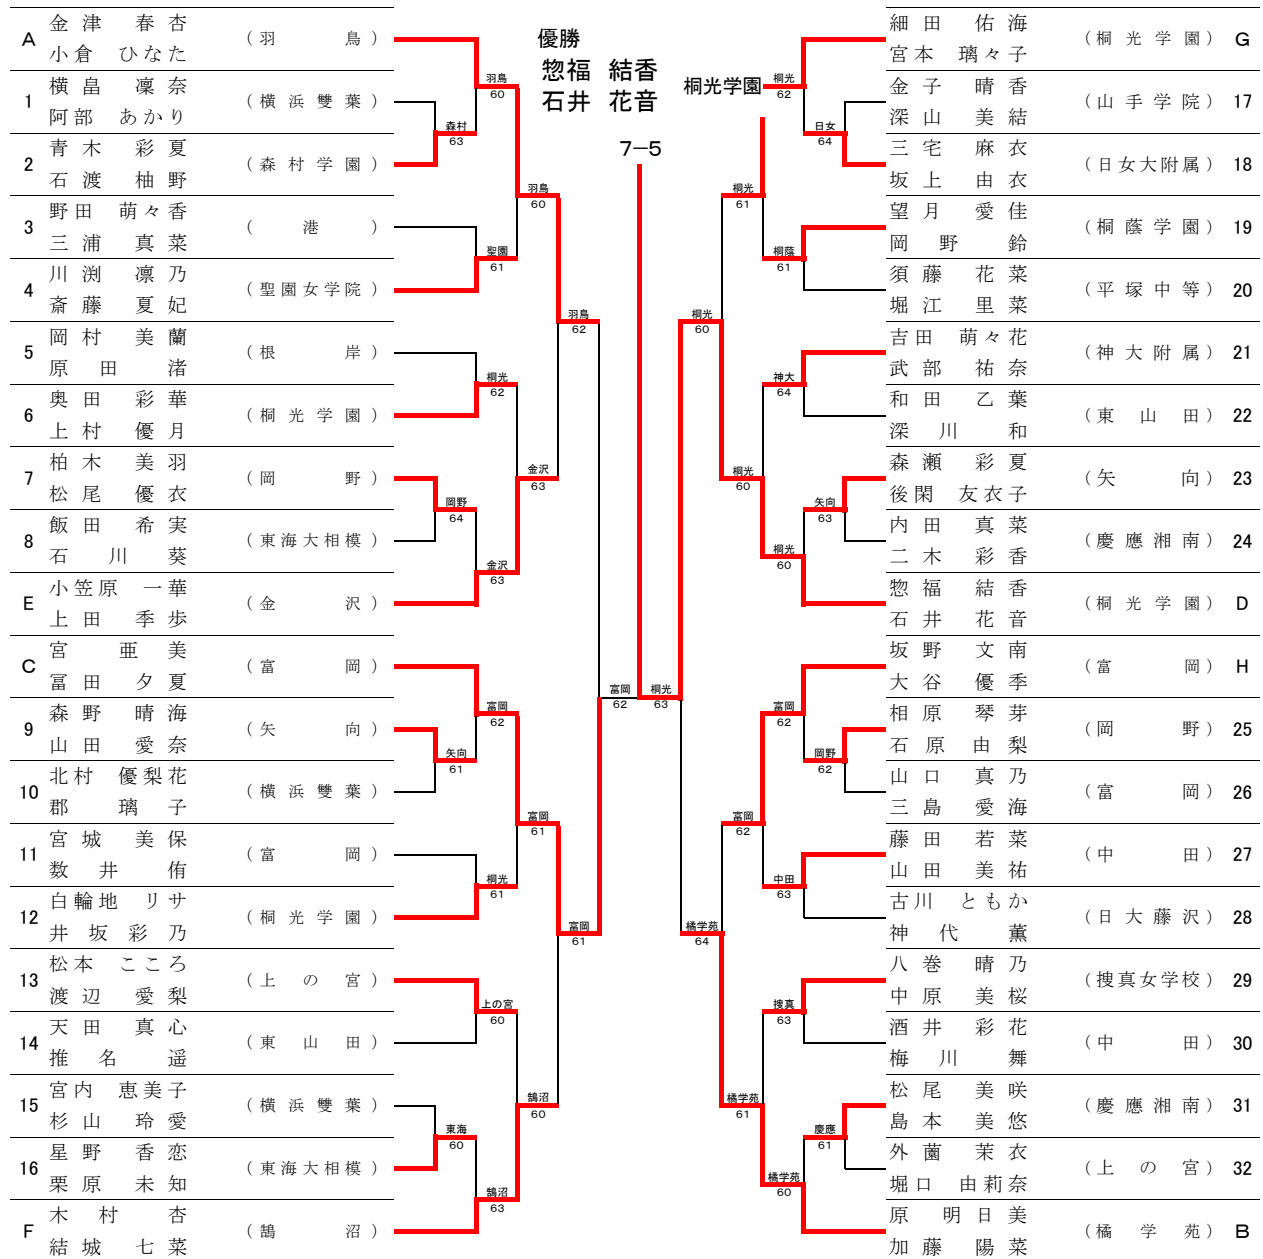 優勝
惣福 結香
石井 花音
7-5
A 金津 春杏 (羽鳥)
小倉 ひなた
1 横畠 凜奈 (横浜雙葉)
阿部 あかり
2 青木 彩夏 (森村学園)
石渡 柚野
3 野田 萌々香 (港)
三浦 真菜
4 川渕 凛乃 (聖園女学院)
斎藤 夏妃
5 岡村 美蘭 (根岸)
原田 渚
6 奥田 彩華 (桐光学園)
上村 優月
7 柏木 美羽 (岡野)
松尾 優衣
8 飯田 希実 (東海大相模)
石川 葵
E 小笠原 一華 (金沢)
上田 季歩
C 宮 亜美 (富岡)
冨田 夕夏
9 森野 晴海 (矢向)
山田 愛奈
10 北村 優梨花 (横浜雙葉)
郡 璃子
11 宮城 美保 (富岡)
数井 侑
12 白輪地 リサ (桐光学園)
井坂 彩乃
13 松本 こころ (上の宮)
渡辺 愛梨
14 天田 真心 (東山田)
推名 遥
15 宮内 恵美子 (横浜雙葉)
杉山 玲愛
16 星野 香恋 (東海大相模)
栗原 未知
F 木村 杏 (鵠沼)
結城 七菜
羽鳥
60
森村
63
羽鳥
60
聖園
61
羽鳥
62
桐光
62
金沢
63
岡野
64
金沢
63
富岡
62
富岡
62
矢向
61
富岡
61
桐光
61
富岡
61
上の宮
60
鵠沼
60
東海
60
鵠沼
63
桐光
63
桐光学園
桐光
62
日女
64
桐光
61
桐蔭
61
桐光
60
神大
64
桐光
60
矢向
63
桐光
60
富岡
62
岡野
62
富岡
62
中田
63
橘学苑
64
捜真
63
橘学苑
61
慶應
61
橘学苑
60
細田 佑海 (桐光学園) G
宮本 璃々子
金子 晴香 (山手学院) 17
深山 美結
三宅 麻衣 (日女大附属) 18
坂上 由衣
望月 愛佳 (桐蔭学園) 19
岡野 鈴
須藤 花菜 (平塚中等) 20
堀江 里菜
吉田 萌々花 (神大附属) 21
武部 祐奈
和田 乙葉 (東山田) 22
深川 和
森瀬 彩夏 (矢向) 23
後閑 友衣子
内田 真菜 (慶應湘南) 24
二木 彩香
惣福 結香 (桐光学園) D
石井 花音
坂野 文南 (富岡) H
大谷 優季
相原 琴芽 (岡野) 25
石原 由梨
山口 真乃 (富岡) 26
三島 愛海
藤田 若菜 (中田) 27
山田 美祐
古川 ともか (日大藤沢) 28
神代 薫
八巻 晴乃 (捜真女学校) 29
中原 美桜
酒井 彩花 (中田) 30
梅川 舞
松尾 美咲 (慶應湘南) 31
島本 美悠
外薗 茉衣 (上の宮) 32
堀口 由莉奈
原 明日美 (橘学苑) B
加藤 陽菜